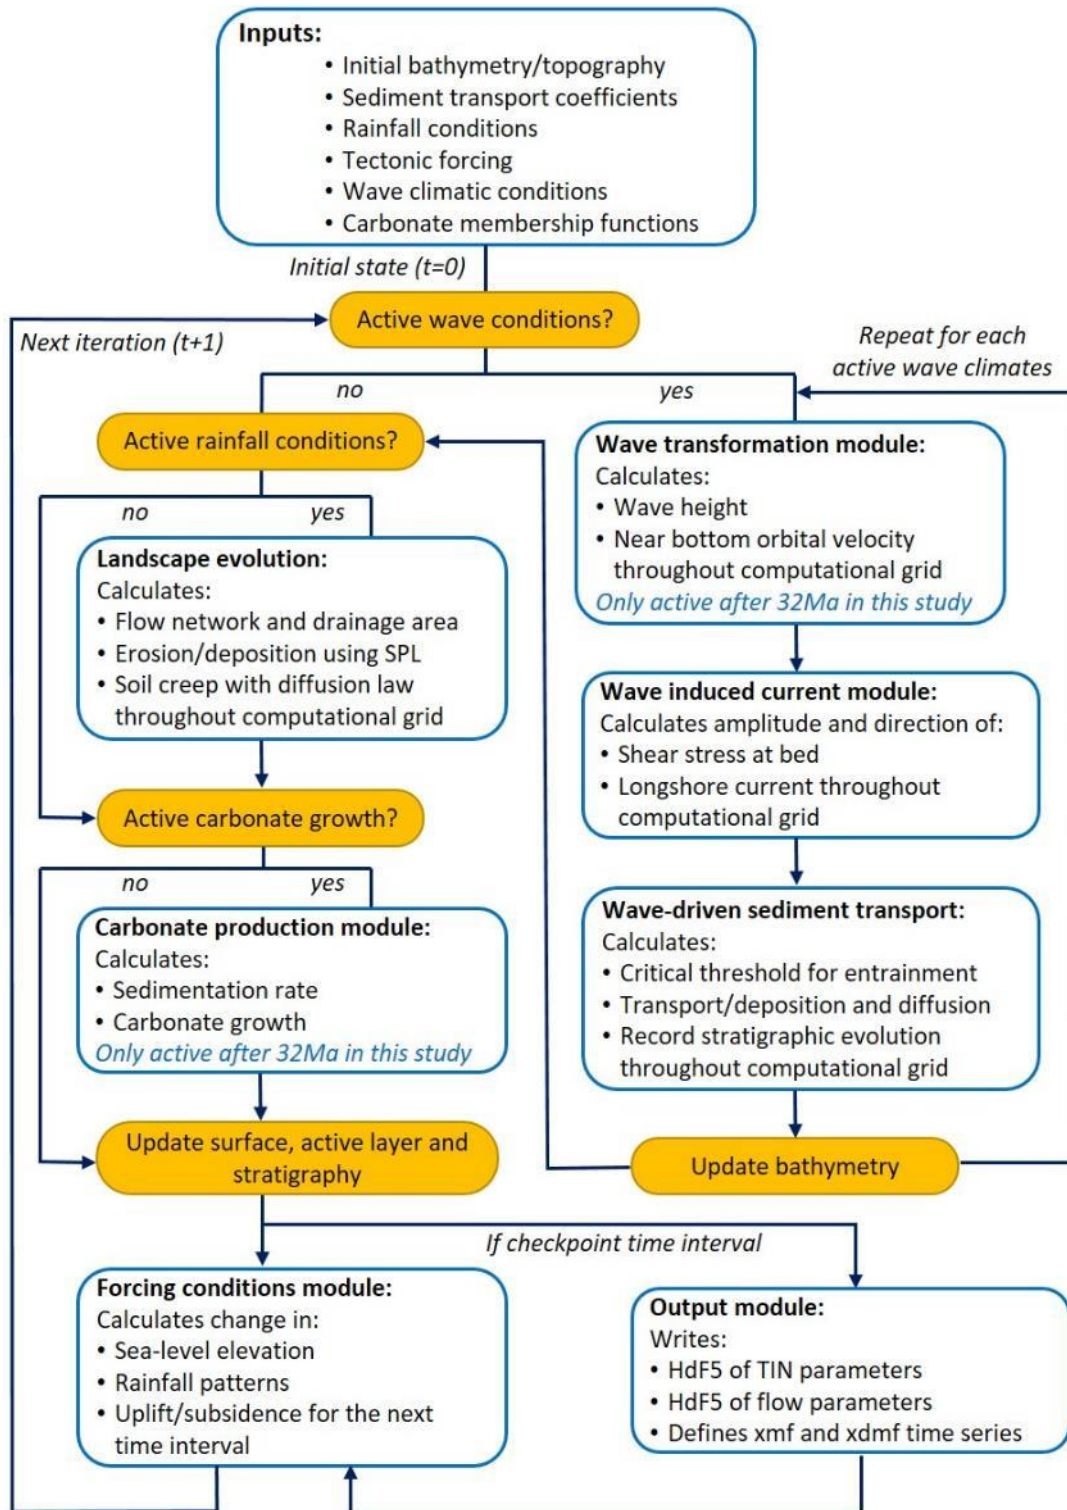 Inputs:
• Initial bathymetry/topography
• Sediment transport coefficients
• Rainfall conditions
• Tectonic forcing
• Wave climatic conditions
• Carbonate membership functions
Initial state (t=0)
Active wave conditions?
Next iteration (t+1)
Repeat for each
active wave climates
no
yes
Active rainfall conditions?
no
yes
Landscape evolution:
Calculates:
• Flow network and drainage area
• Erosion/deposition using SPL
• Soil creep with diffusion law
throughout computational grid
Active carbonate growth?
no
yes
Carbonate production module:
Calculates:
• Sedimentation rate
• Carbonate growth
Only active after 32Ma in this study
Update surface, active layer and
stratigraphy
Wave transformation module:
Calculates:
• Wave height
• Near bottom orbital velocity
throughout computational grid
Only active after 32Ma in this study
Wave induced current module:
Calculates amplitude and direction of:
• Shear stress at bed
• Longshore current throughout
computational grid
Wave-driven sediment transport:
Calculates:
• Critical threshold for entrainment
• Transport/deposition and diffusion
• Record stratigraphic evolution
throughout computational grid
Update bathymetry
If checkpoint time interval
Forcing conditions module:
Calculates change in:
• Sea-level elevation
• Rainfall patterns
• Uplift/subsidence for the next
time interval
Output module:
Writes:
• HdF5 of TIN parameters
• HdF5 of flow parameters
• Defines xmf and xdmf time series